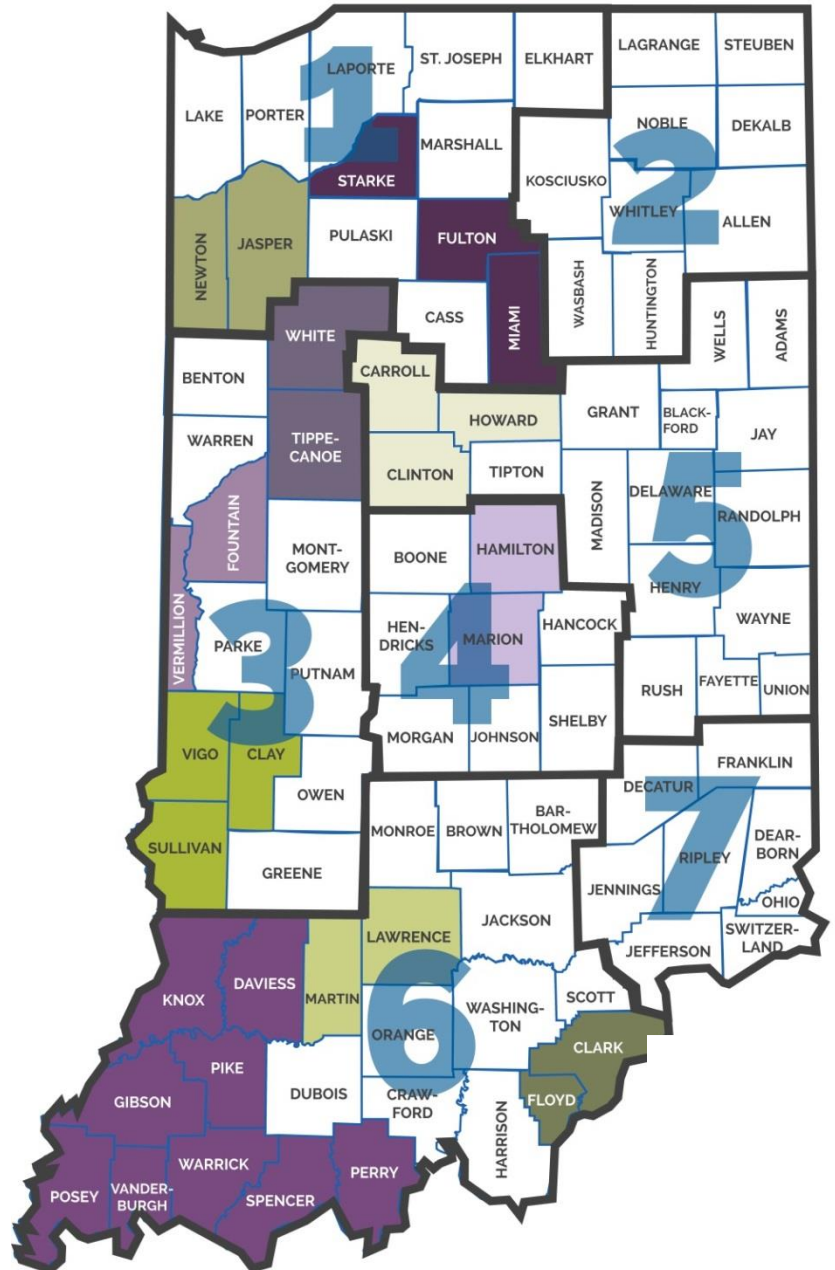 LAGRANGE
STEUBEN
ST. JOSEPH
ELKHART
LAPORTE
1
LAKE
PORTER
NOBLE
DEKALB
MARSHALL
2
STARKE
KOSCIUSKO
WHITLEY
ALLEN
NEWTON
JASPER
PULASKI
FULTON
WASBASH
HUNTINGTON
WHITE
CASS
MIAMI
WELLS
ADAMS
BENTON
CARROLL
HOWARD
GRANT
BLACK-
FORD
JAY
WARREN
TIPPE-
CANOE
CLINTON
TIPTON
MADISON
DELAWARE
5
RANDOLPH
FOUNTAIN
MONT-
GOMERY
BOONE
HAMILTON
HENRY
VERMILLION
PARKE
3
PUTNAM
HEN-
DRICKS
4
MARION
HANCOCK
WAYNE
RUSH
FAYETTE
UNION
VIGO
CLAY
MORGAN
JOHNSON
SHELBY
OWEN
FRANKLIN
DECATUR
7
SULLIVAN
GREENE
MONROE
BROWN
BAR-
THOLOMEW
RIPLEY
DEAR-
BORN
JENNINGS
OHIO
LAWRENCE
JACKSON
JEFFERSON
SWITZER-
LAND
KNOX
DAVIESS
MARTIN
6
ORANGE
WASHING-
TON
SCOTT
CLARK
GIBSON
PIKE
DUBOIS
CRAW-
FORD
HARRISON
FLOYD
POSEY
VANDER-
BURGH
WARRICK
SPENCER
PERRY